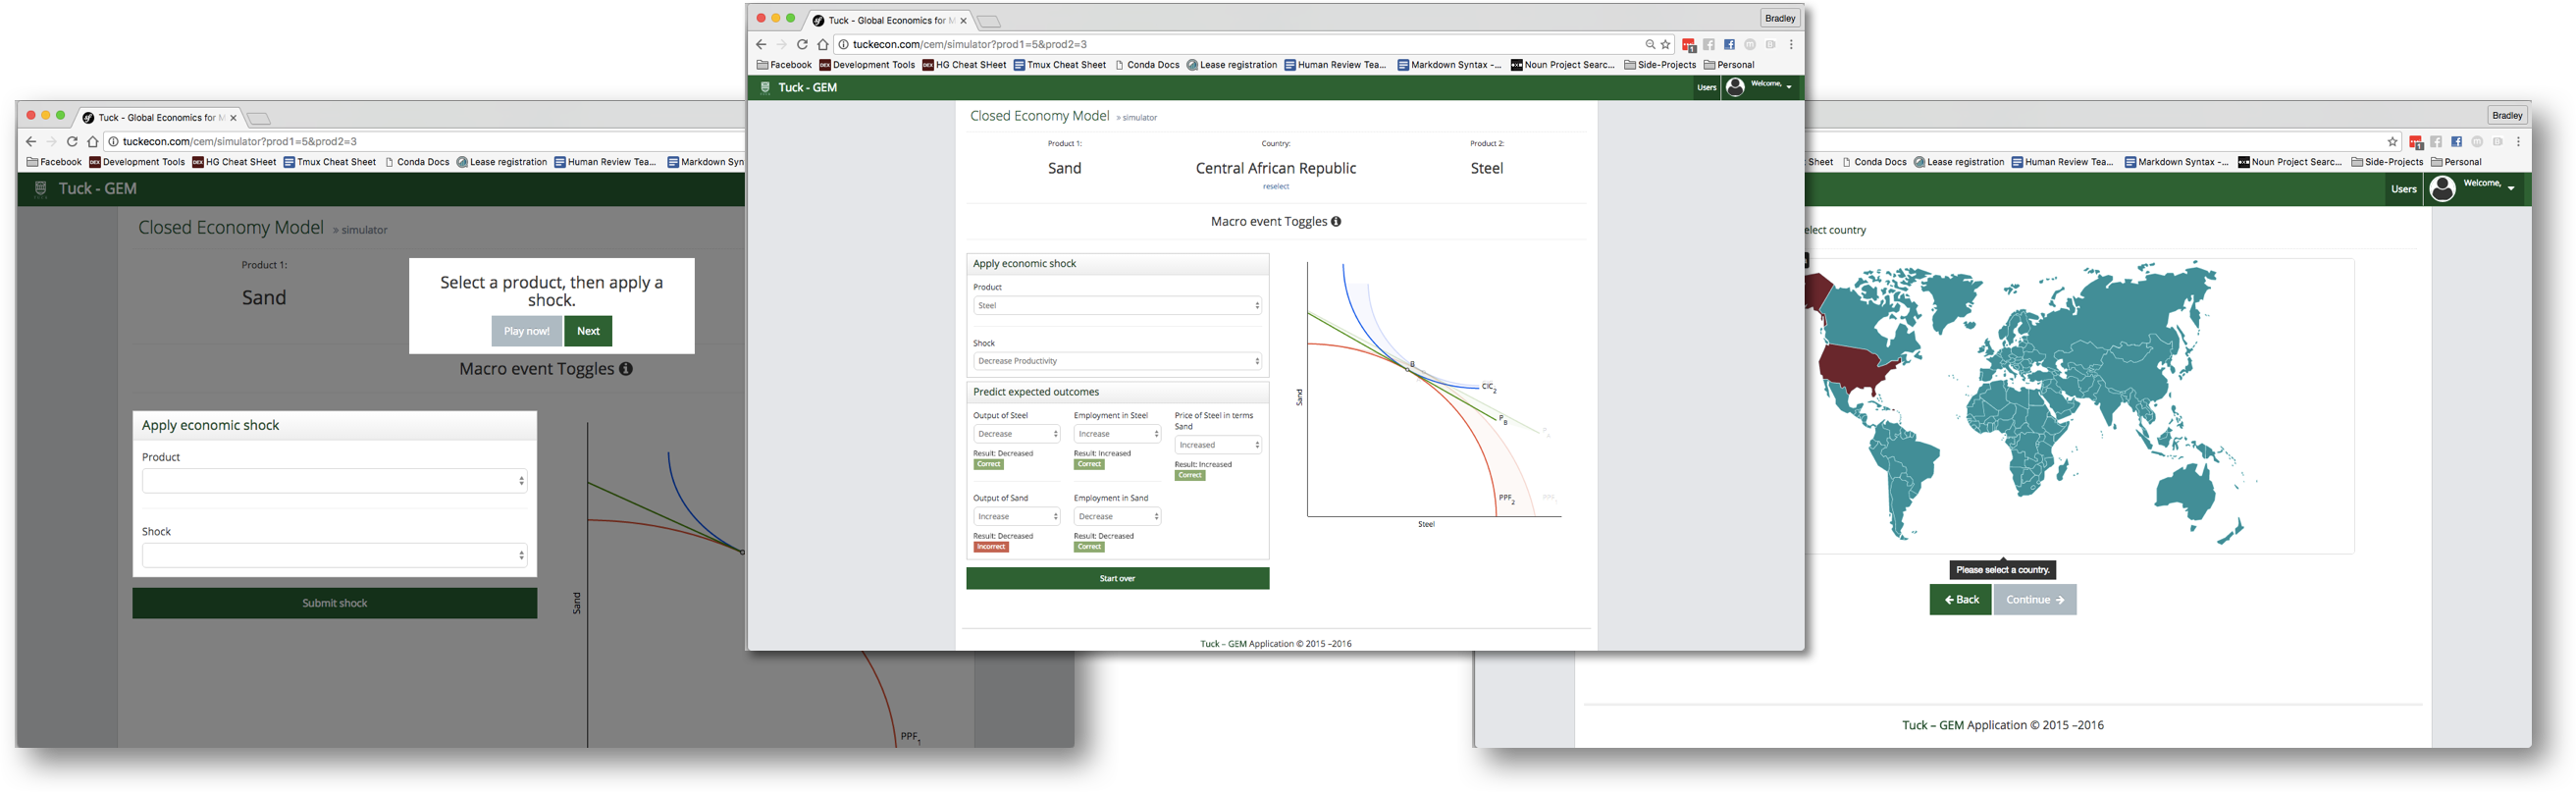 Tuck - Global Economics for M
tuckecon.com/cem/simulator?prod1=5&prod2=3
Facebook Development Tools HG Cheat SHeet Tmux Cheat Sheet Conda Docs Lease registration Human Review Tea... Markdown Syn
Tuck - GEM
Closed Economy Model » simulator
Product 1:
Sand
Select a product, then apply a
shock.
Play now! Next
Macro event Toggles
Apply economic shock
Product
Shock
Submit shock
Sand
PPF1
Tuck - Global Economics for M
Bradley
tuckecon.com/cem/simulator?prod1=5&prod2=3
Facebook Development Tools HG Cheat SHeet Tmux Cheat Sheet Conda Docs Lease registration Human Review Tea... Markdown Syntax -... Noun Project Searc... Side-Projects Personal
Tuck - GEM
Users Welcome,
Closed Economy Model » simulator
Product 1: Country: Product 2:
Sand Central African Republic Steel
reselect
Macro event Toggles
Apply economic shock
Product
Steel
Shock
Decrease Productivity
Predict expected outcomes
Output of Steel Employment in Steel Price of Steel in terms
Sand
Decrease Increase Increased
Result: Decreased Result: Increased Result: Increased
Correct Correct Correct
Output of Sand Employment in Sand
Increase Decrease
Result: Decreased Result: Decreased
Incorrect Correct
Start over
Sand
B
CIC2
PB
PPF2
Steel
Tuck – GEM Application © 2015 –2016
Bradley
Sheet Conda Docs Lease registration Human Review Tea... Markdown Syntax -... Noun Project Searc... Side-Projects Personal
Users Welcome,
elect country
Please select a country.
Back Continue
Tuck – GEM Application © 2015 –2016